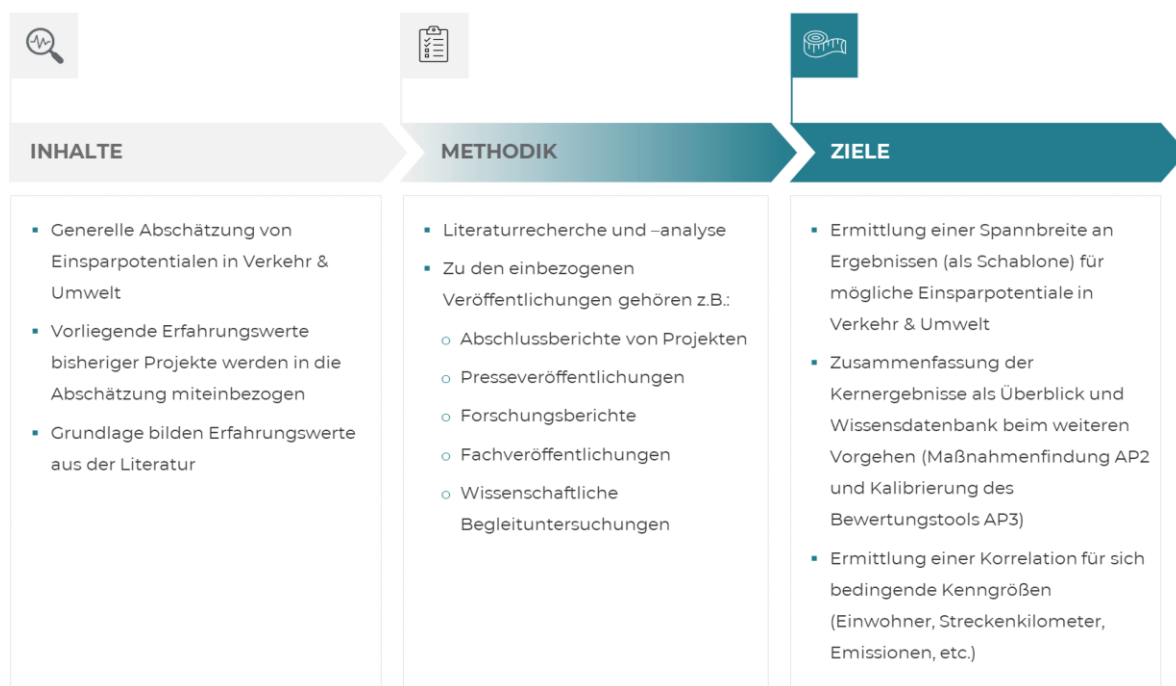 INHALTE
▪ Generelle Abschätzung von
Einsparpotentialen in Verkehr &
Umwelt
▪ Vorliegende Erfahrungswerte
bisheriger Projekte werden in die
Abschätzung miteinbezogen
▪ Grundlage bilden Erfahrungswerte
aus der Literatur
METHODIK
▪ Literaturrecherche und –analyse
▪ Zu den einbezogenen
Veröffentlichungen gehören z.B.:
o Abschlussberichte von Projekten
o Presseveröffentlichungen
o Forschungsberichte
o Fachveröffentlichungen
o Wissenschaftliche
Begleituntersuchungen
ZIELE
▪ Ermittlung einer Spannbreite an
Ergebnissen (als Schablone) für
mögliche Einsparpotentiale in
Verkehr & Umwelt
▪ Zusammenfassung der
Kernergebnisse als Überblick und
Wissensdatenbank beim weiteren
Vorgehen (Maßnahmenfindung AP2
und Kalibrierung des
Bewertungstools AP3)
▪ Ermittlung einer Korrelation für sich
bedingende Kenngrößen
(Einwohner, Streckenkilometer,
Emissionen, etc.)